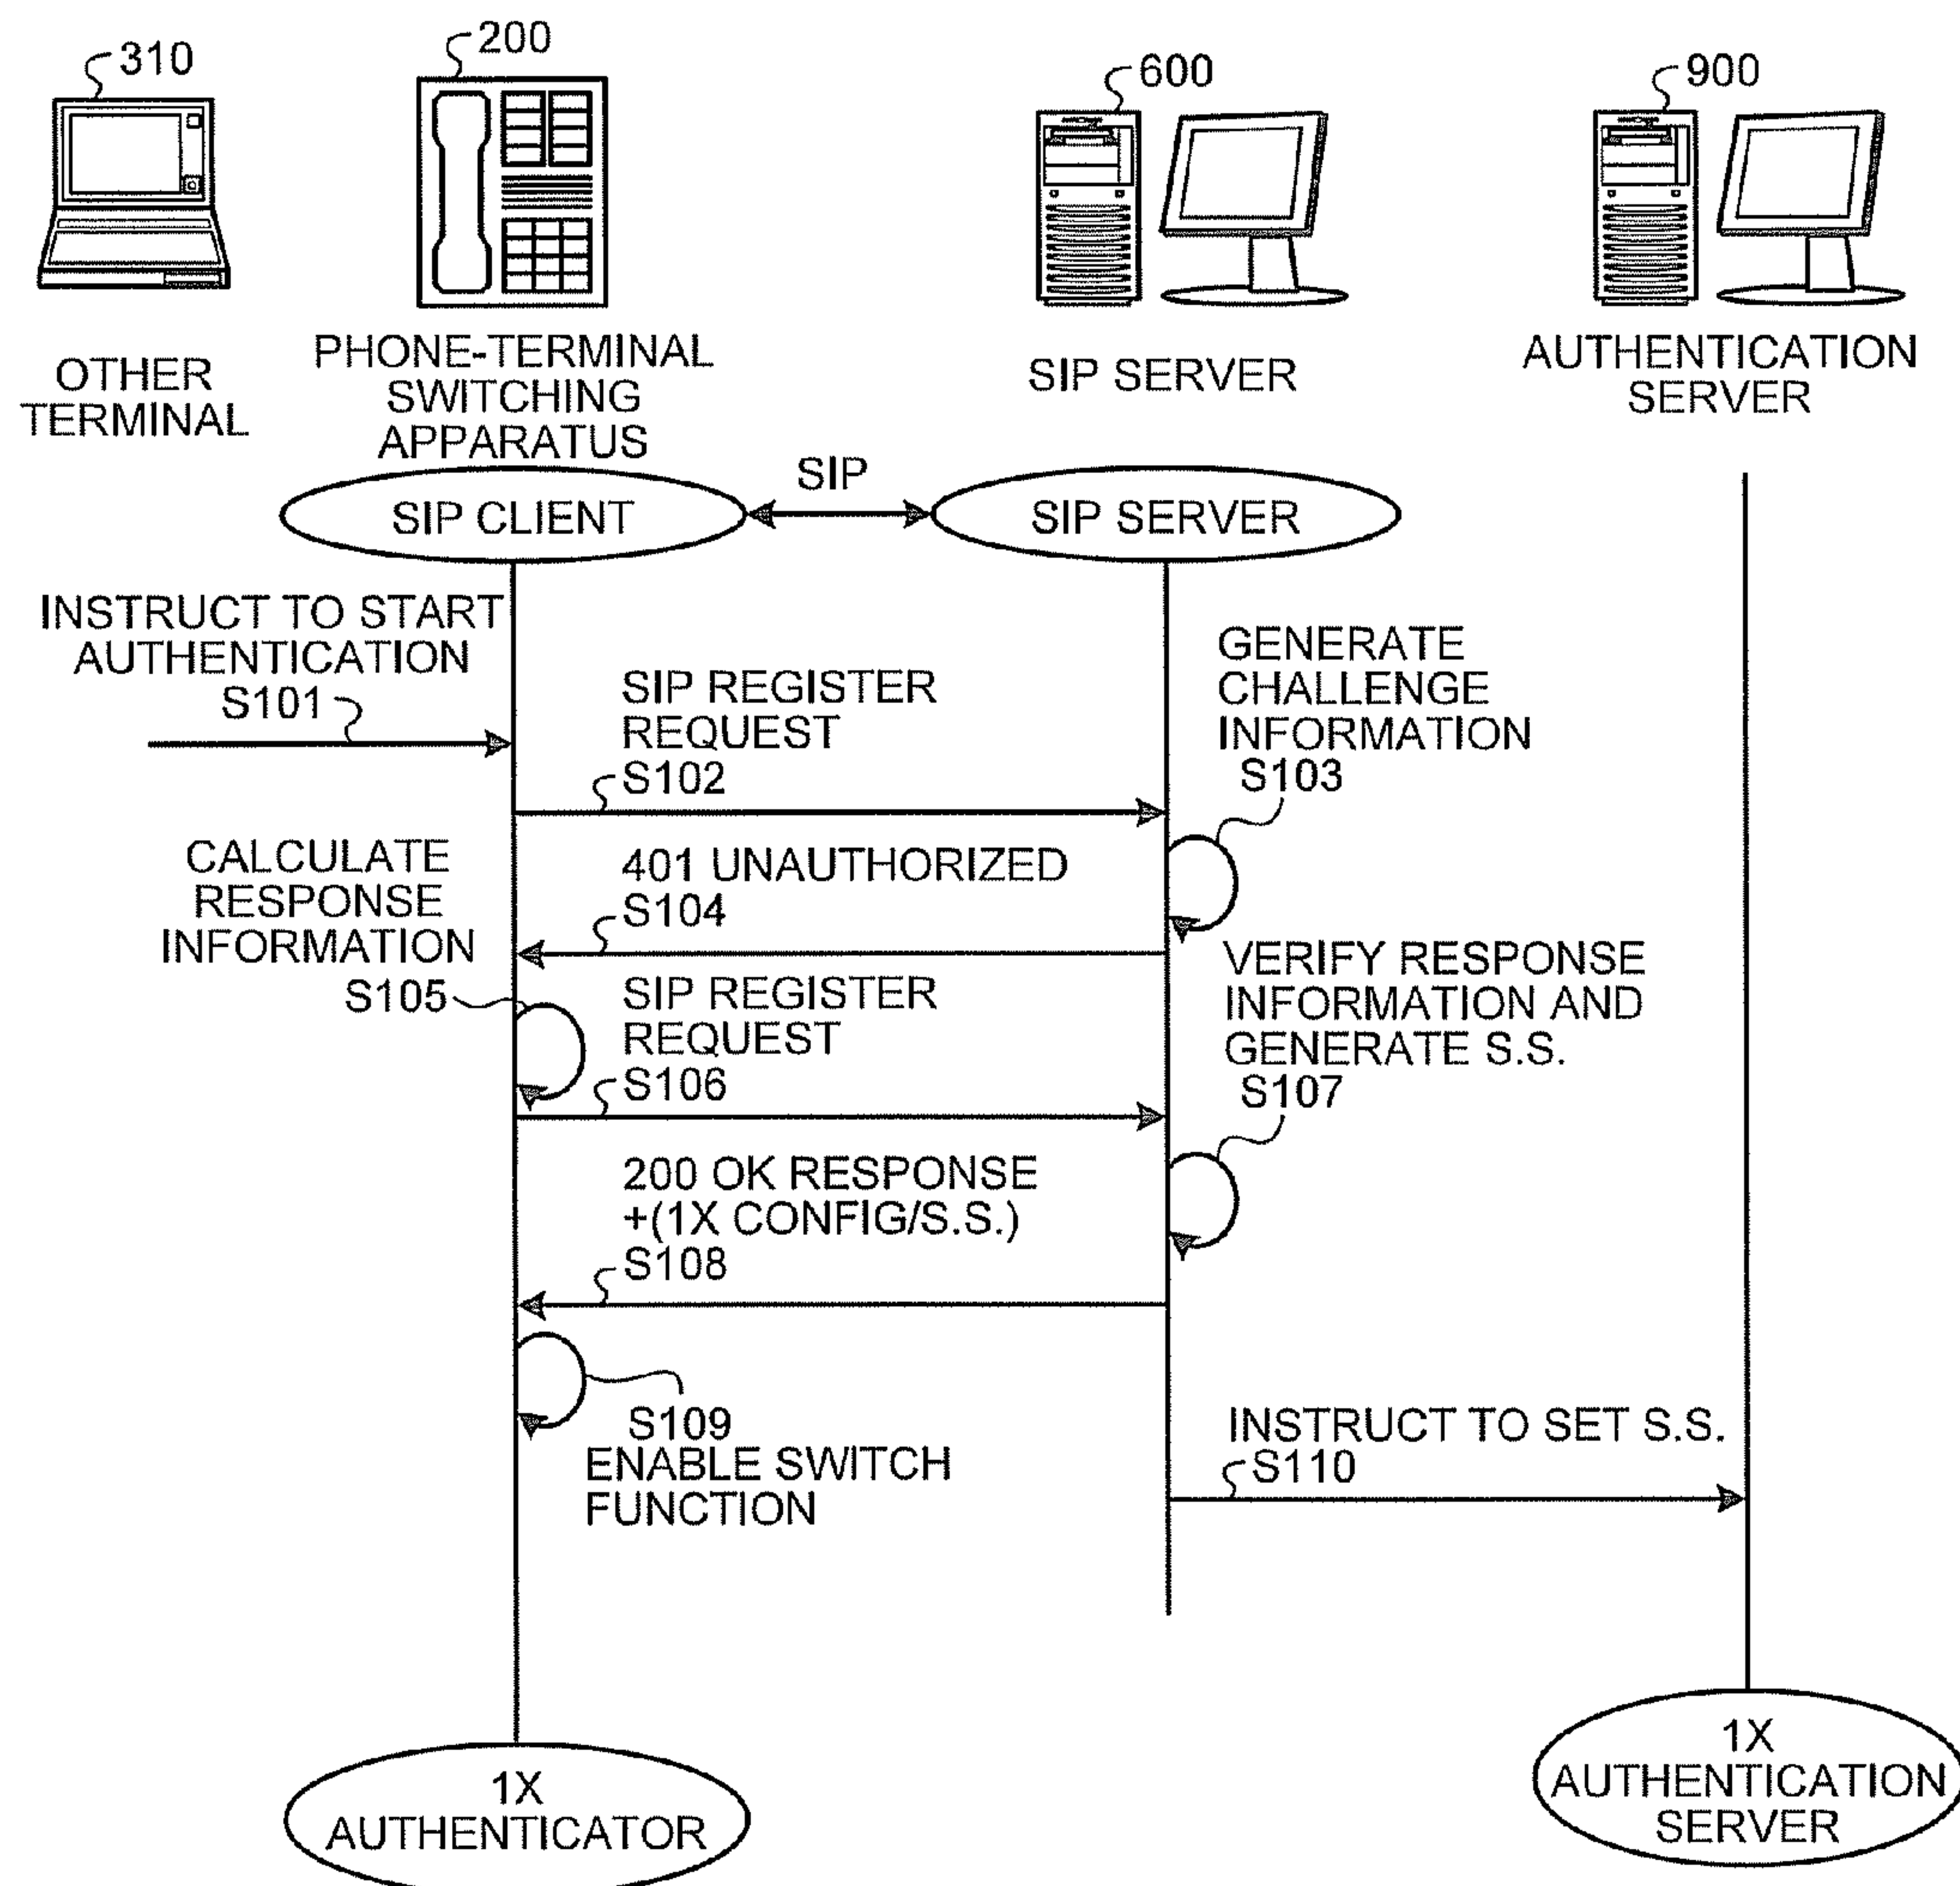 310
200
600
900
OTHER
TERMINAL
PHONE-TERMINAL
SWITCHING
APPARATUS
SIP SERVER
AUTHENTICATION
SERVER
SIP CLIENT
SIP
SIP SERVER
INSTRUCT TO START
AUTHENTICATION
S101
SIP REGISTER
REQUEST
S102
GENERATE
CHALLENGE
INFORMATION
S103
401 UNAUTHORIZED
S104
CALCULATE
RESPONSE
INFORMATION
S105
SIP REGISTER
REQUEST
S106
VERIFY RESPONSE
INFORMATION AND
GENERATE S.S.
S107
200 OK RESPONSE
+(1X CONFIG/S.S.)
S108
S109
ENABLE SWITCH
FUNCTION
INSTRUCT TO SET S.S.
S110
1X
AUTHENTICATOR
1X
AUTHENTICATION
SERVER